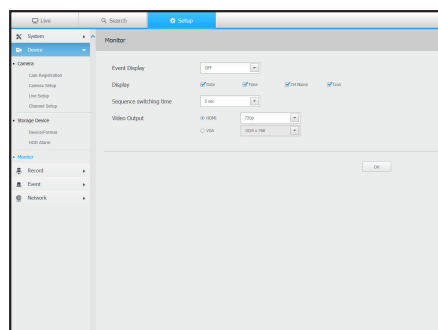 Live
Search
Setup
System
Device
Monitor
• Camera
Cam Registration
Camera Setup
Live Setup
Channel Setup
• Storage Device
Device/Format
HDD Alarm
• Monitor
Record
Event
Network
Event Display OFF
Display Date Time CH Name Icon
Sequence switching time 5 sec
Video Output HDMI 720p
VGA 1024 x 768
OK